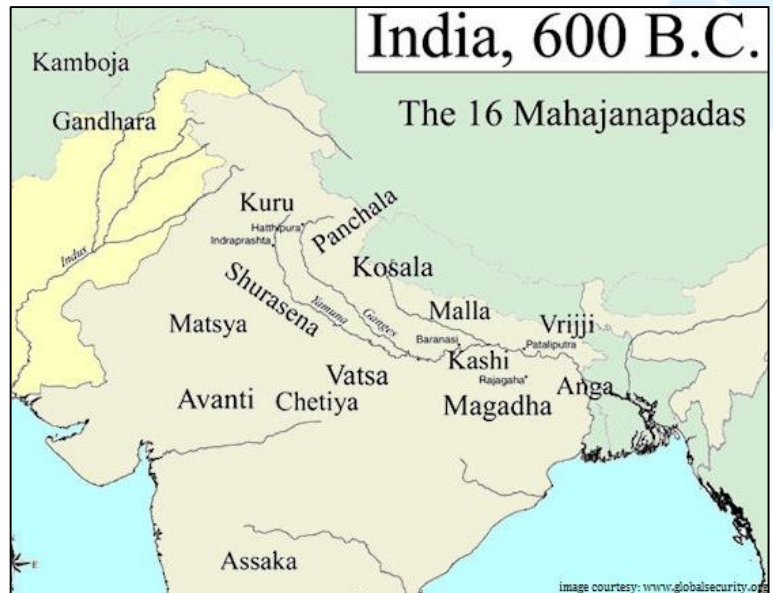 India, 600 B.C.
The 16 Mahajanapadas
Kamboja
Gandhara
Indus
Kuru
Hatthipura
Indraprashta
Panchala
Kosala
Shurasena
Yamuna
Ganges
Malla
Vrijji
Matsya
Baranasi
Pataliputra
Kashi
Vatsa
Rajagaha
Anga
Avanti
Chetiya
Magadha
Assaka
E
image courtesy: www.globalsecurity.org